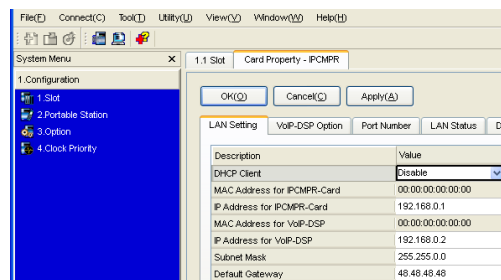 File(F) Connect(C) Tool(T) Utility(U) View(V) Window(W) Help(H)
System Menu x
1.1 Slot Card Property - IPCMPR
1.Configuration
1.Slot
2.Portable Station
3.Option
4.Clock Priority
OK(O) Cancel(C) Apply(A)
LAN Setting VoIP-DSP Option Port Number LAN Status D
Description Value
DHCP Client Disable
MAC Address for IPCMPR-Card 00:00:00:00:00:00
IP Address for IPCMPR-Card 192.168.0.1
MAC Address for VoIP-DSP 00:00:00:00:00:00
IP Address for VoIP-DSP 192.168.0.2
Subnet Mask 255.255.0.0
Default Gateway 48.48.48.48